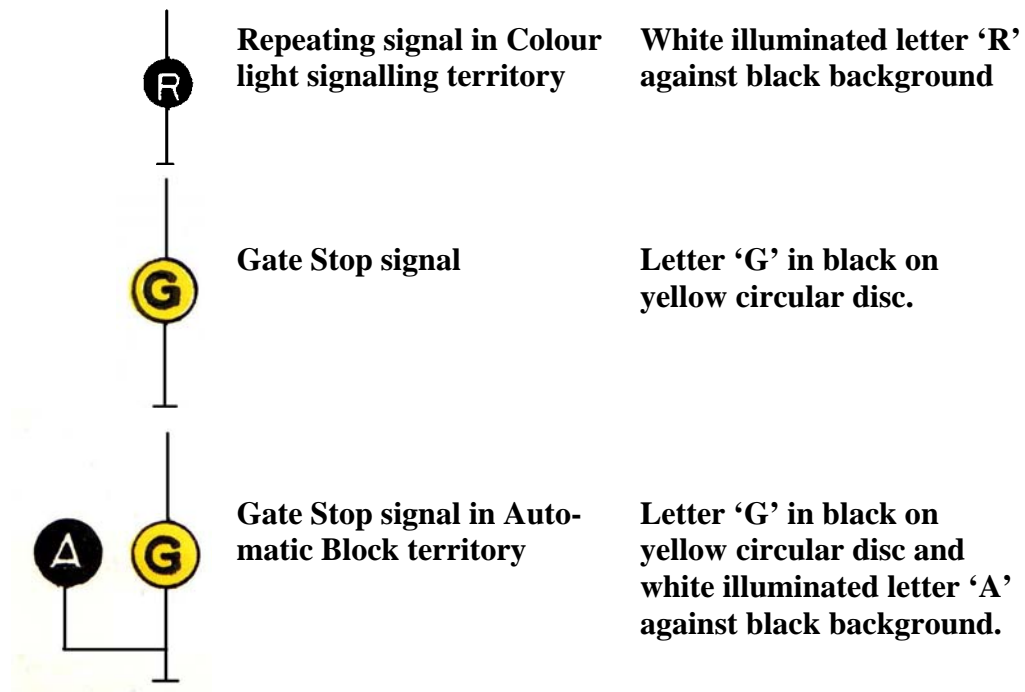 R
Repeating signal in Colour
light signalling territory
White illuminated letter ‘R’
against black background
G
Gate Stop signal
Letter ‘G’ in black on
yellow circular disc.
A
G
Gate Stop signal in Auto-
matic Block territory
Letter ‘G’ in black on
yellow circular disc and
white illuminated letter ‘A’
against black background.